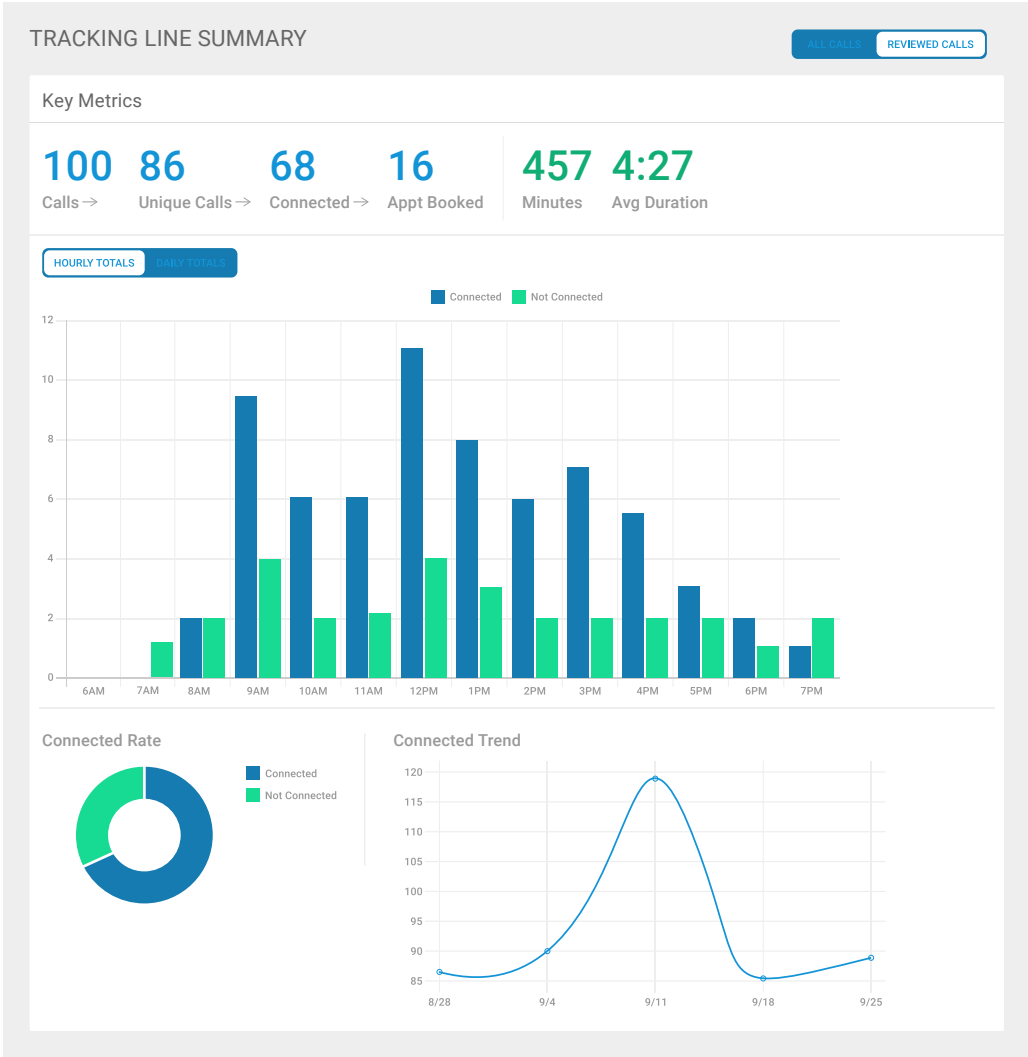 TRACKING LINE SUMMARY
ALL CALLS REVIEWED CALLS
Key Metrics
100 86 68 16 457 4:27
Calls→ Unique Calls→ Connected→ Appt Booked Minutes Avg Duration
HOURLY TOTALS DAILY TOTALS
Connected Not Connected
12
10
8
6
4
2
0
6AM 7AM 8AM 9AM 10AM 11AM 12PM 1PM 2PM 3PM 4PM 5PM 6PM 7PM
Connected Rate
Connected
Not Connected
Connected Trend
120
115
110
105
100
95
90
85
8/28 9/4 9/11 9/18 9/25